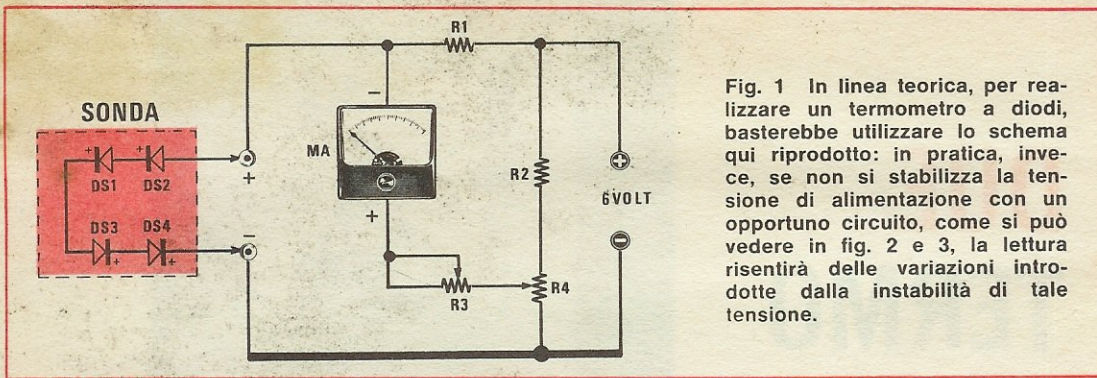 R1
SONDA
+ +
DS1 DS2
DS3 DS4
+ +
+
−
−
MA
+
R2
R3
R4
+
6VOLT
−
Fig. 1 In linea teorica, per rea-
lizzare un termometro a diodi,
basterebbe utilizzare lo schema
qui riprodotto: in pratica, inve-
ce, se non si stabilizza la ten-
sione di alimentazione con un
opportuno circuito, come si può
vedere in fig. 2 e 3, la lettura
risentirà delle variazioni intro-
dotte dalla instabilità di tale
tensione.